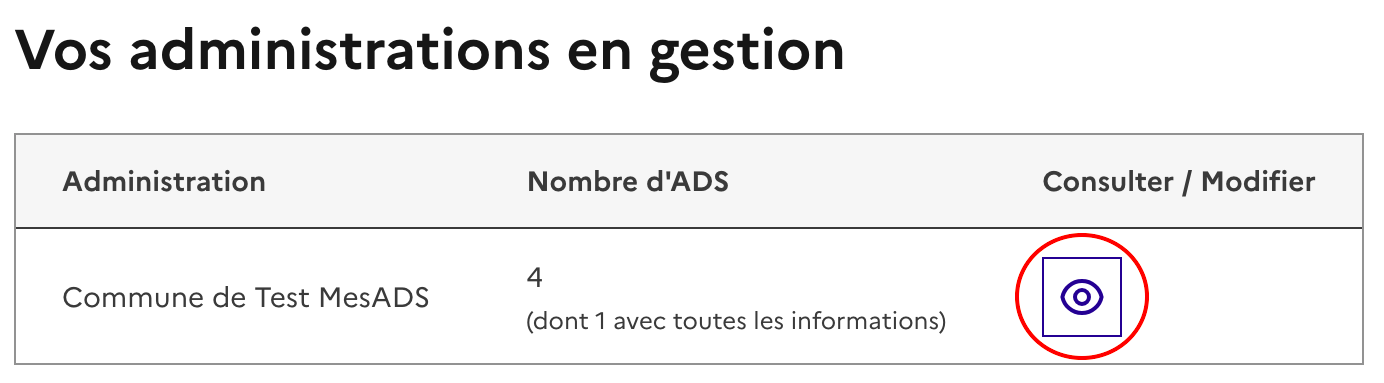 Vos administrations en gestion
Administration
Nombre d'ADS
Consulter / Modifier
Commune de Test MesADS
4
(dont 1 avec toutes les informations)